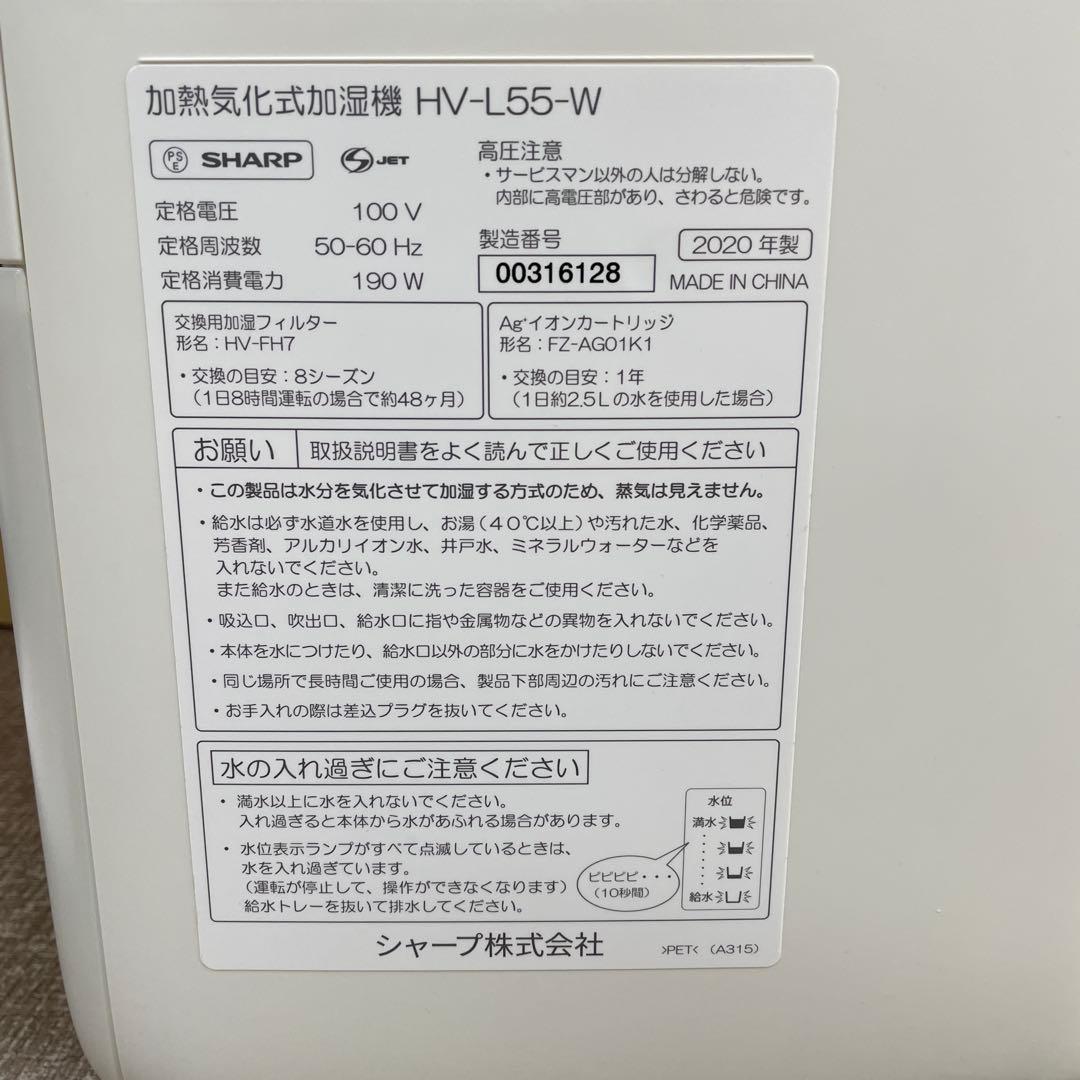 加熱気化式加湿機 HV-L55-W
PSE SHARP
S JET
定格電圧 100 V
定格周波数 50-60 Hz
定格消費電力 190 W
高圧注意
・サービスマン以外の人は分解しない。
内部に高電圧部があり、さわると危険です。
製造番号
00316128
2020 年製
MADE IN CHINA
交換用加湿フィルター
形名：HV-FH7
・交換の目安：8シーズン
（1日8時間運転の場合で約48ヶ月）
Ag⁺イオンカートリッジ
形名：FZ-AG01K1
・交換の目安：1年
（1日約2.5Lの水を使用した場合）
お願い 取扱説明書をよく読んで正しくご使用ください
・この製品は水分を気化させて加湿する方式のため、蒸気は見えません。
・給水は必ず水道水を使用し、お湯（40℃以上）や汚れた水、化学薬品、
芳香剤、アルカリイオン水、井戸水、ミネラルウォーターなどを
入れないでください。
また給水のときは、清潔に洗った容器をご使用ください。
・吸込口、吹出口、給水口に指や金属物などの異物を入れないでください。
・本体を水につけたり、給水口以外の部分に水をかけたりしないでください。
・同じ場所で長時間ご使用の場合、製品下部周辺の汚れにご注意ください。
・お手入れの際は差込プラグを抜いてください。
水の入れ過ぎにご注意ください
・満水以上に水を入れないでください。
入れ過ぎると本体から水があふれる場合があります。
・水位表示ランプがすべて点滅しているときは、
水を入れ過ぎています。
（運転が停止して、操作ができなくなります）
給水トレーを抜いて排水してください。
ピピピピ・・・
（10秒間）
水位
満水
給水
シャープ株式会社
>PET< （A315）